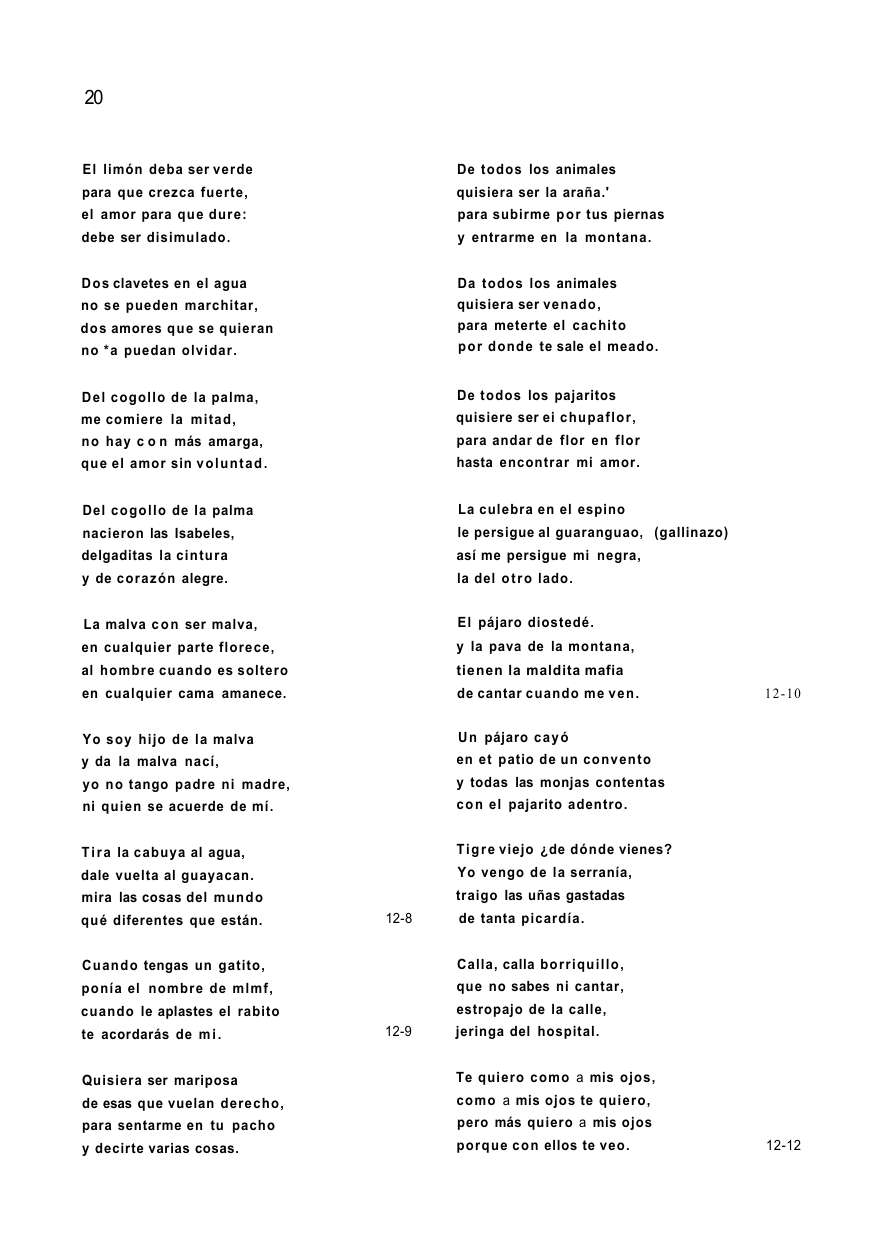 20
El limón deba ser verde
para que crezca fuerte,
el amor para que dure:
debe ser disimulado.
Dos clavetes en el agua
no se pueden marchitar,
dos amores que se quieran
no *a puedan olvidar.
Del cogollo de la palma,
me comiere la mitad,
no hay con más amarga,
que el amor sin voluntad.
Del cogollo de la palma
nacieron las Isabeles,
delgaditas la cintura
y de corazón alegre.
La malva con ser malva,
en cualquier parte florece,
al hombre cuando es soltero
en cualquier cama amanece.
Yo soy hijo de la malva
y da la malva nací,
yo no tango padre ni madre,
ni quien se acuerde de mí.
Tira la cabuya al agua,
dale vuelta al guayacan.
mira las cosas del mundo
qué diferentes que están. 12-8
Cuando tengas un gatito,
ponía el nombre de mlmf,
cuando le aplastes el rabito
te acordarás de mi. 12-9
Quisiera ser mariposa
de esas que vuelan derecho,
para sentarme en tu pacho
y decirte varias cosas.
De todos los animales
quisiera ser la araña.'
para subirme por tus piernas
y entrarme en la montana.
Da todos los animales
quisiera ser venado,
para meterte el cachito
por donde te sale el meado.
De todos los pajaritos
quisiere ser ei chupaflor,
para andar de flor en flor
hasta encontrar mi amor.
La culebra en el espino
le persigue al guaranguao, (gallinazo)
así me persigue mi negra,
la del otro lado.
El pájaro diostedé.
y la pava de la montana,
tienen la maldita mafia
de cantar cuando me ven. 12-10
Un pájaro cayó
en et patio de un convento
y todas las monjas contentas
con el pajarito adentro.
Tigre viejo ¿de dónde vienes?
Yo vengo de la serranía,
traigo las uñas gastadas
de tanta picardía.
Calla, calla borriquillo,
que no sabes ni cantar,
estropajo de la calle,
jeringa del hospital.
Te quiero como a mis ojos,
como a mis ojos te quiero,
pero más quiero a mis ojos
porque con ellos te veo. 12-12